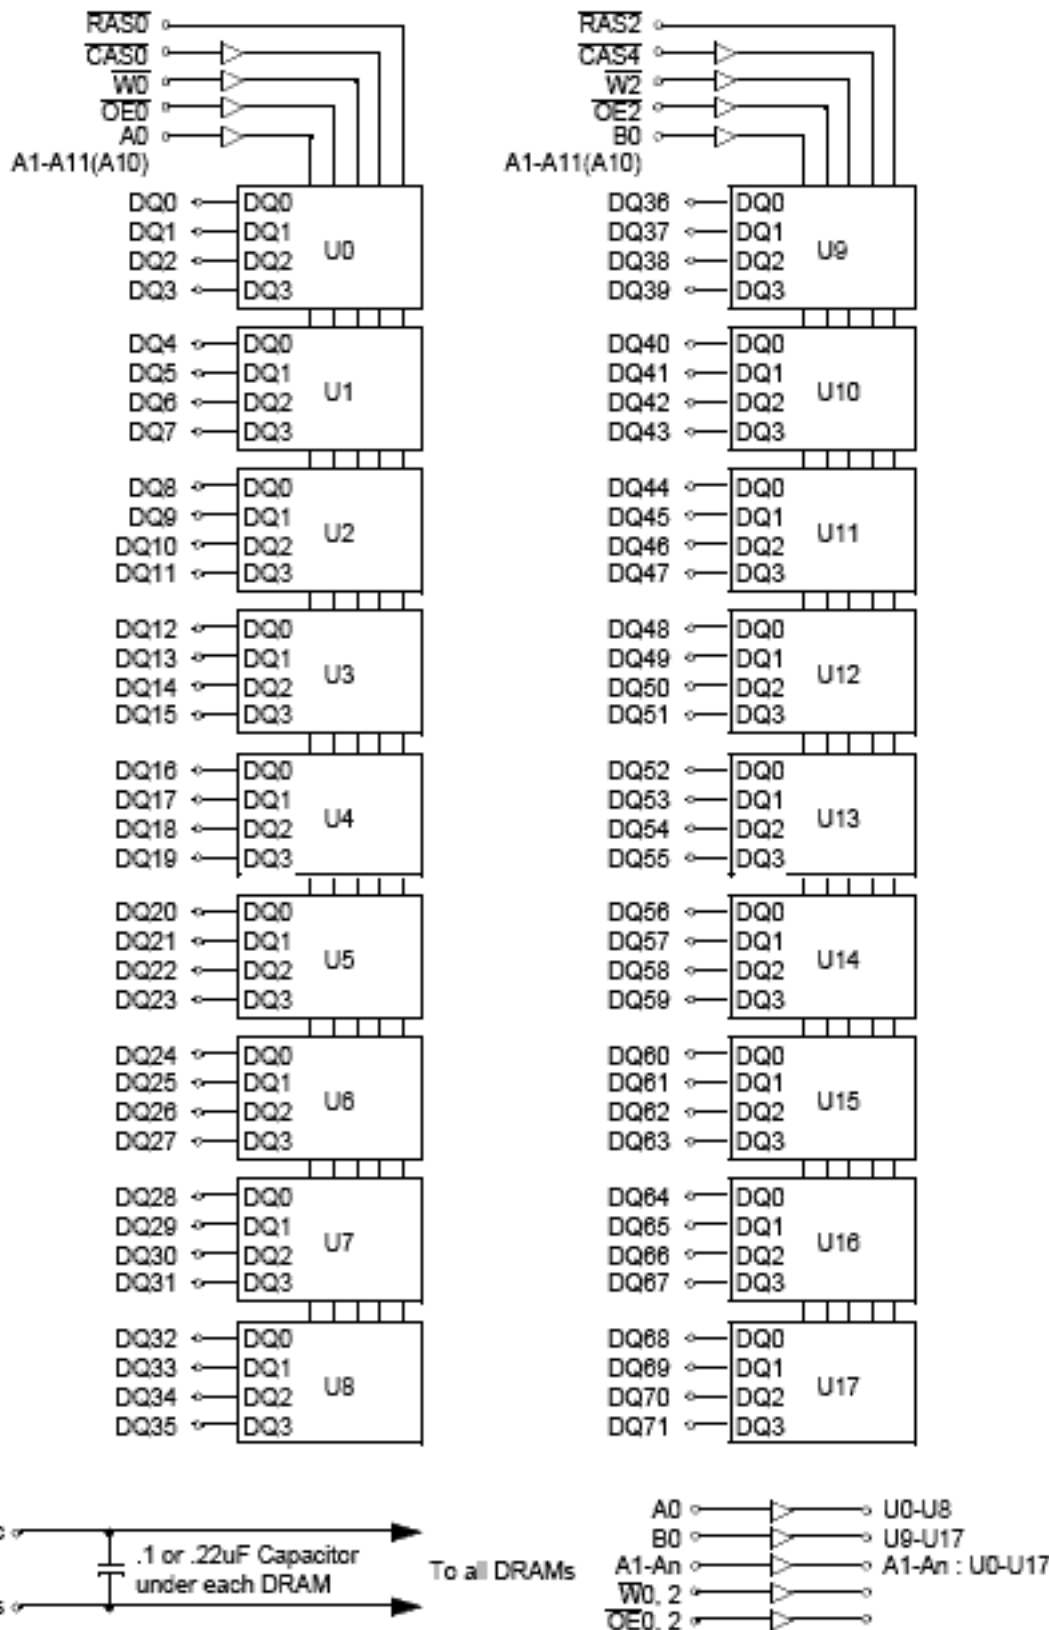 RAS0
CAS0
W0
OE0
A0
A1-A11(A10)
DQ0 DQ0
DQ1 DQ1
DQ2 DQ2
DQ3 DQ3
U0
DQ4 DQ0
DQ5 DQ1
DQ6 DQ2
DQ7 DQ3
U1
DQ8 DQ0
DQ9 DQ1
DQ10 DQ2
DQ11 DQ3
U2
DQ12 DQ0
DQ13 DQ1
DQ14 DQ2
DQ15 DQ3
U3
DQ16 DQ0
DQ17 DQ1
DQ18 DQ2
DQ19 DQ3
U4
DQ20 DQ0
DQ21 DQ1
DQ22 DQ2
DQ23 DQ3
U5
DQ24 DQ0
DQ25 DQ1
DQ26 DQ2
DQ27 DQ3
U6
DQ28 DQ0
DQ29 DQ1
DQ30 DQ2
DQ31 DQ3
U7
DQ32 DQ0
DQ33 DQ1
DQ34 DQ2
DQ35 DQ3
U8
RAS2
CAS4
W2
OE2
B0
A1-A11(A10)
DQ36 DQ0
DQ37 DQ1
DQ38 DQ2
DQ39 DQ3
U9
DQ40 DQ0
DQ41 DQ1
DQ42 DQ2
DQ43 DQ3
U10
DQ44 DQ0
DQ45 DQ1
DQ46 DQ2
DQ47 DQ3
U11
DQ48 DQ0
DQ49 DQ1
DQ50 DQ2
DQ51 DQ3
U12
DQ52 DQ0
DQ53 DQ1
DQ54 DQ2
DQ55 DQ3
U13
DQ56 DQ0
DQ57 DQ1
DQ58 DQ2
DQ59 DQ3
U14
DQ60 DQ0
DQ61 DQ1
DQ62 DQ2
DQ63 DQ3
U15
DQ64 DQ0
DQ65 DQ1
DQ66 DQ2
DQ67 DQ3
U16
DQ68 DQ0
DQ69 DQ1
DQ70 DQ2
DQ71 DQ3
U17
.1 or .22uF Capacitor
under each DRAM
To all DRAMs
A0 U0-U8
B0 U9-U17
A1-An A1-An : U0-U17
W0, 2
OE0, 2